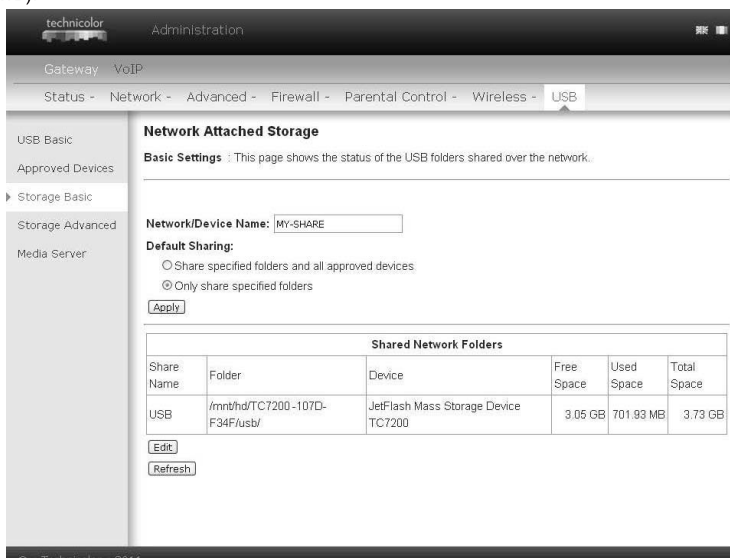 technicolor
Administration
Gateway VoIP
Status - Network - Advanced - Firewall - Parental Control - Wireless - USB
USB Basic
Approved Devices
Storage Basic
Storage Advanced
Media Server
Network Attached Storage
Basic Settings : This page shows the status of the USB folders shared over the network.
Network/Device Name: MY-SHARE
Default Sharing:
Share specified folders and all approved devices
Only share specified folders
Apply
Shared Network Folders
Share Name Folder Device Free Space Used Space Total Space
USB /mnt/hd/TC7200-107D-F34F/usb/ JetFlash Mass Storage Device TC7200 3.05 GB 701.93 MB 3.73 GB
Edit
Refresh